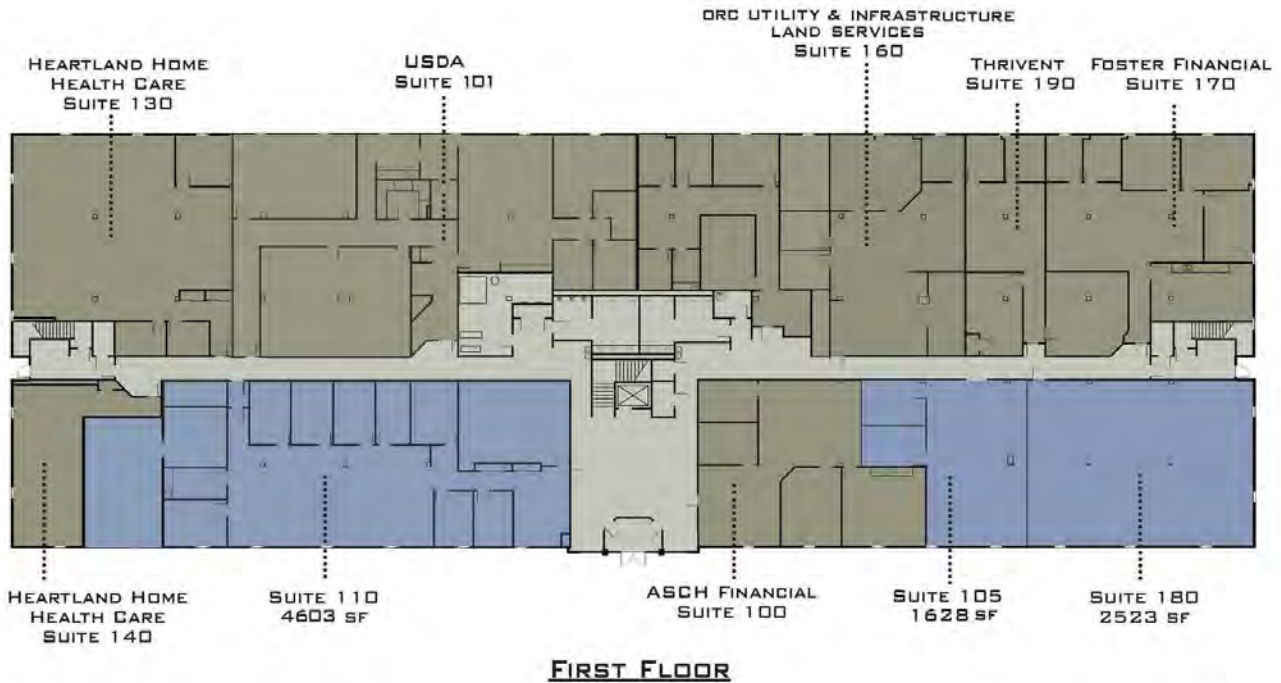 ORC UTILITY & INFRASTRUCTURE
LAND SERVICES
SUITE 160
HEARTLAND HOME
HEALTH CARE
SUITE 130
USDA
SUITE 101
THRIVENT
SUITE 190
FOSTER FINANCIAL
SUITE 170
HEARTLAND HOME
HEALTH CARE
SUITE 140
SUITE 110
4603 SF
ASCH FINANCIAL
SUITE 100
SUITE 105
1628 SF
SUITE 180
2523 SF
FIRST FLOOR